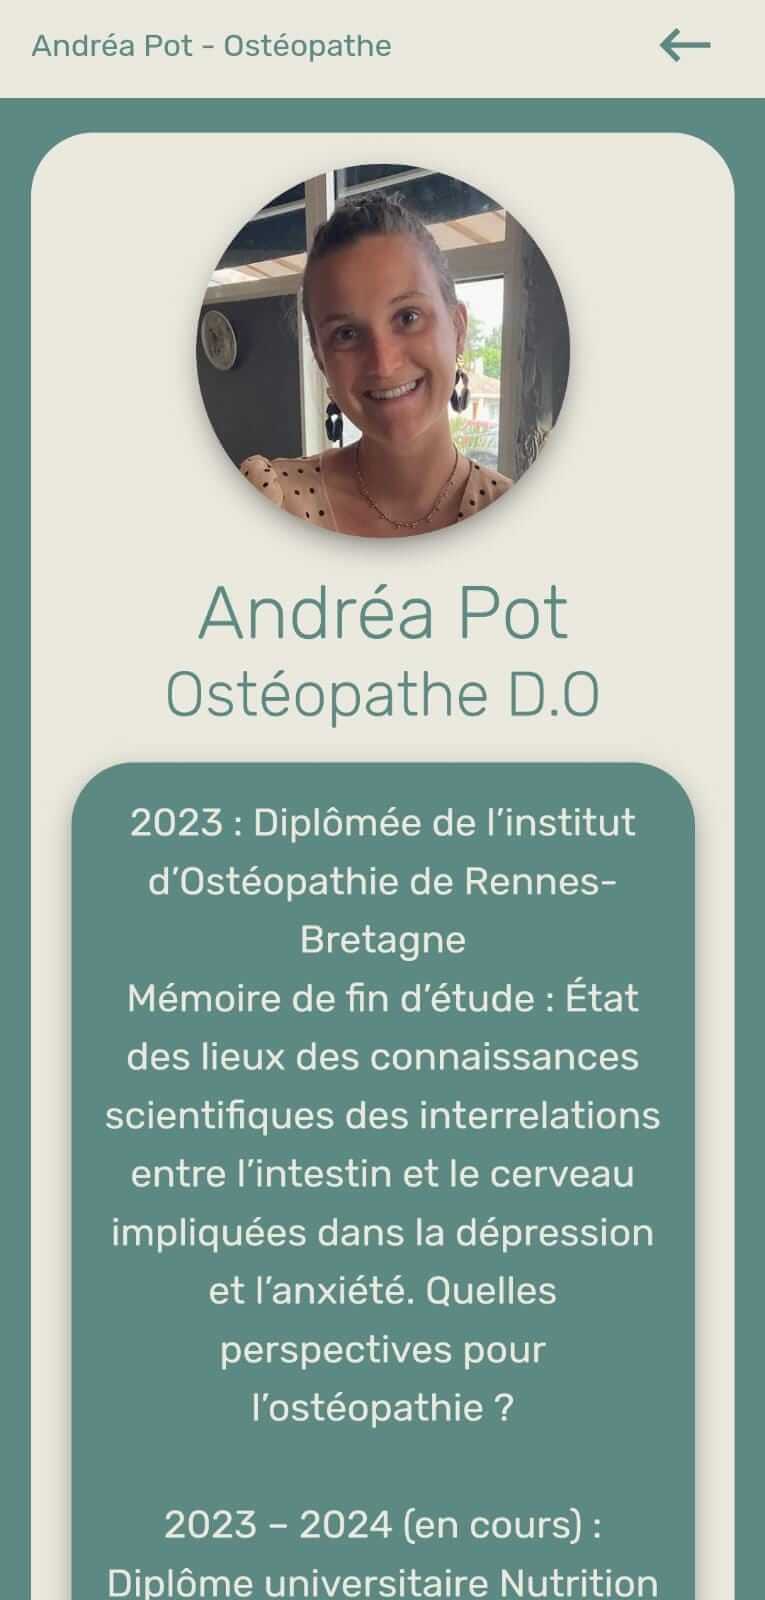 Andréa Pot - Ostéopathe
Andréa Pot
Ostéopathe D.O
2023 : Diplômée de l’institut
d’Ostéopathie de Rennes-
Bretagne
Mémoire de fin d’étude : État
des lieux des connaissances
scientifiques des interrelations
entre l’intestin et le cerveau
impliquées dans la dépression
et l’anxiété. Quelles
perspectives pour
l’ostéopathie ?
2023 – 2024 (en cours) :
Diplôme universitaire Nutrition